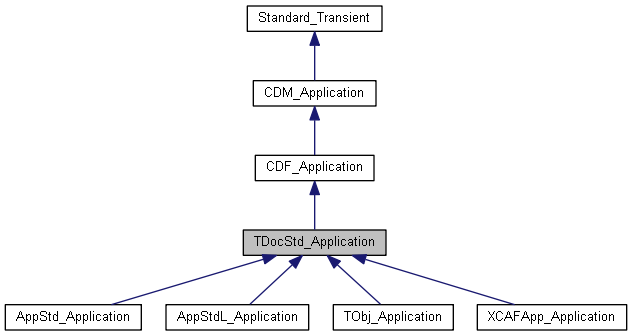 Standard_Transient
CDM_Application
CDF_Application
TDocStd_Application
AppStd_Application
AppStdL_Application
TObj_Application
XCAFApp_Application